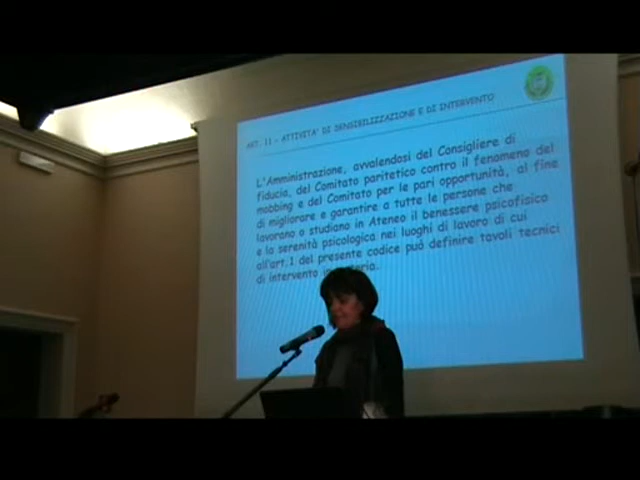 ART. 11 - ATTIVITA' DI SENSIBILIZZAZIONE E DI INTERVENTO
L'Amministrazione, avvalendosi del Consigliere di
fiducia, del Comitato paritetico contro il fenomeno del
mobbing e del Comitato per le pari opportunità, al fine
di migliorare e garantire a tutte le persone che
lavorano o studiano in Ateneo il benessere psicofisico
e la serenità psicologica nei luoghi di lavoro di cui
all'art.1 del presente codice può definire tavoli tecnici
di intervento